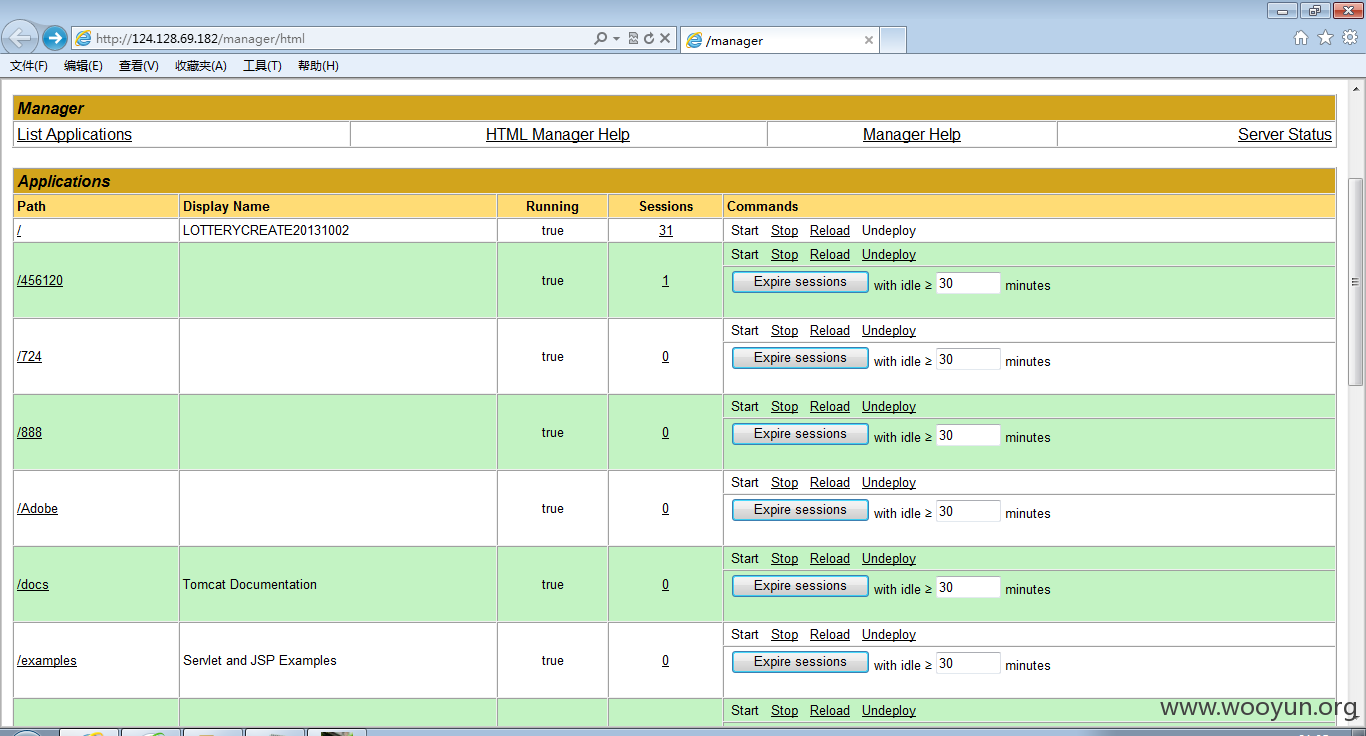 http://124.128.69.182/manager/html
/manager
文件(F) 编辑(E) 查看(V) 收藏夹(A) 工具(T) 帮助(H)
Manager
List Applications HTML Manager Help Manager Help Server Status
Applications
Path Display Name Running Sessions Commands
/ LOTTERYCREATE20131002 true 31 Start Stop Reload Undeploy
Start Stop Reload Undeploy
/456120 true 1 Expire sessions with idle ≥ 30 minutes
Start Stop Reload Undeploy
/724 true 0 Expire sessions with idle ≥ 30 minutes
Start Stop Reload Undeploy
/888 true 0 Expire sessions with idle ≥ 30 minutes
Start Stop Reload Undeploy
/Adobe true 0 Expire sessions with idle ≥ 30 minutes
Start Stop Reload Undeploy
/docs Tomcat Documentation true 0 Expire sessions with idle ≥ 30 minutes
Start Stop Reload Undeploy
/examples Servlet and JSP Examples true 0 Expire sessions with idle ≥ 30 minutes
Start Stop Reload Undeploy
www.wooyun.org